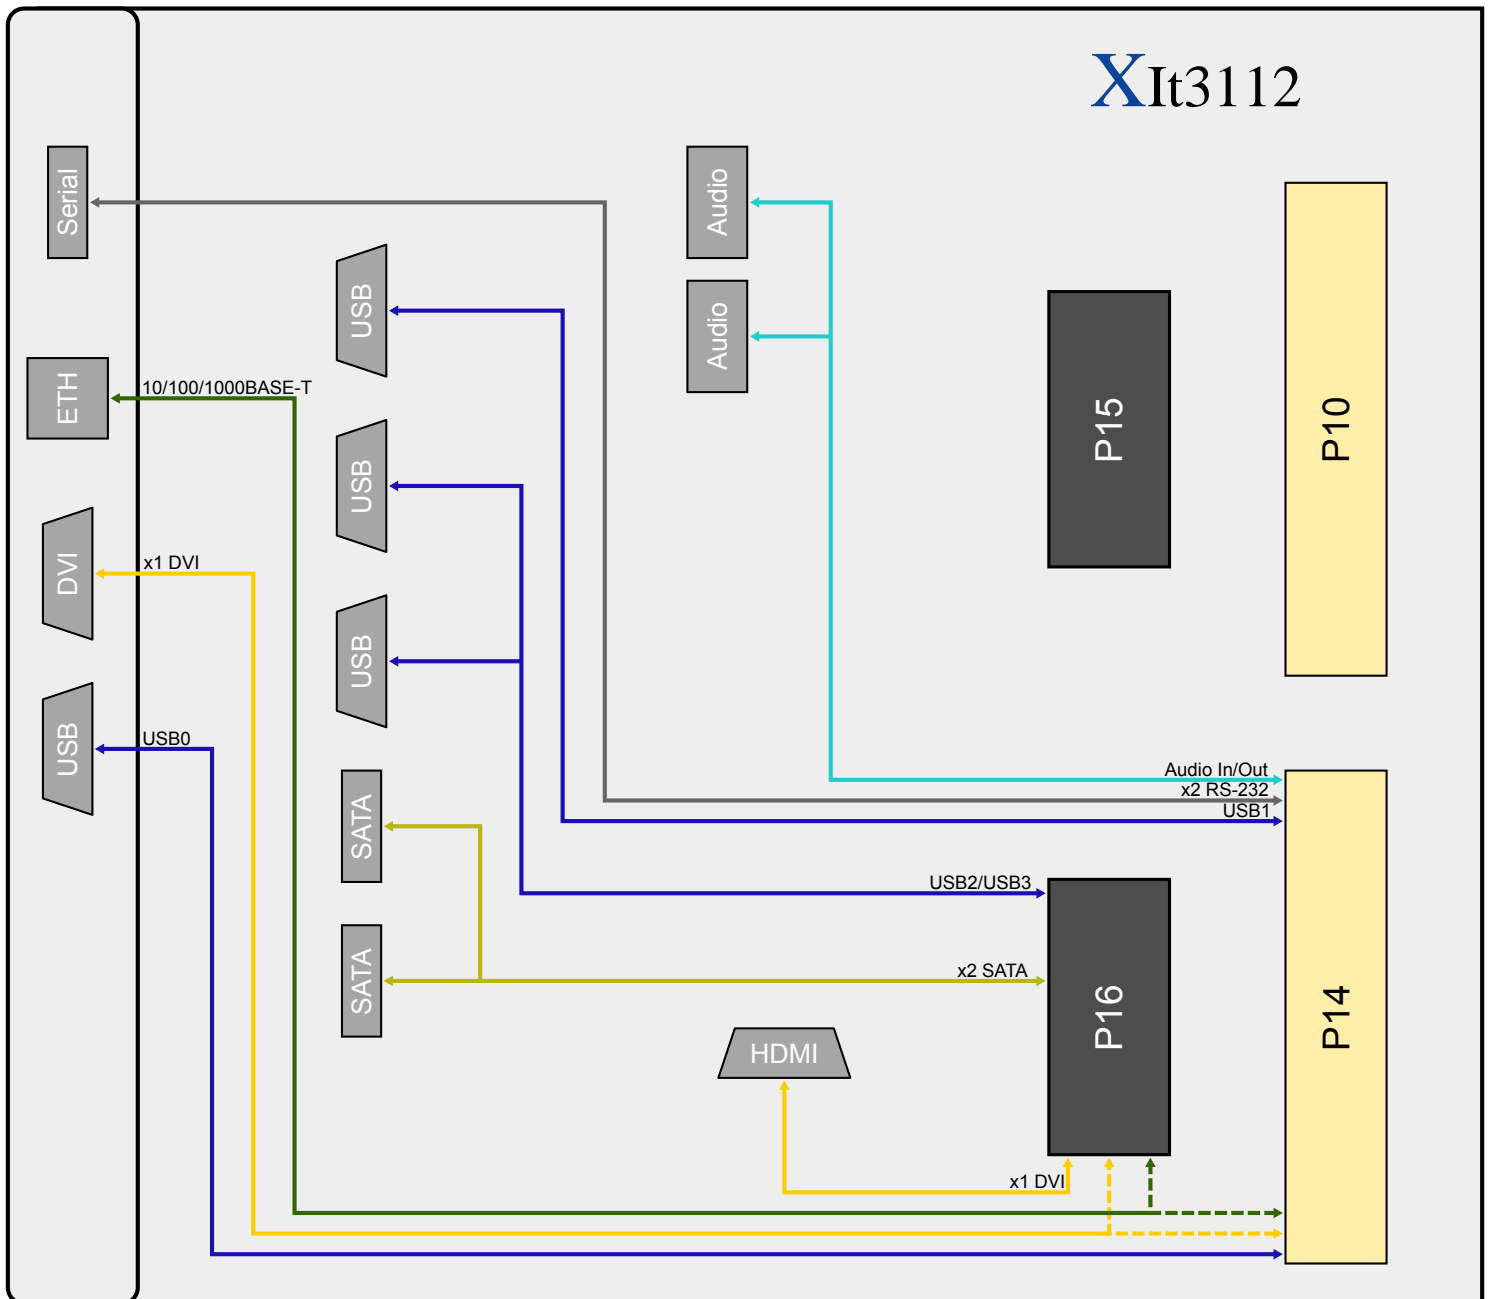 XIt3112
Serial
Audio
USB
Audio
ETH
10/100/1000BASE-T
P15
P10
USB
DVI
x1 DVI
USB
USB
USB0
Audio In/Out
x2 RS-232
USB1
SATA
USB2/USB3
SATA
x2 SATA
P16
P14
HDMI
x1 DVI